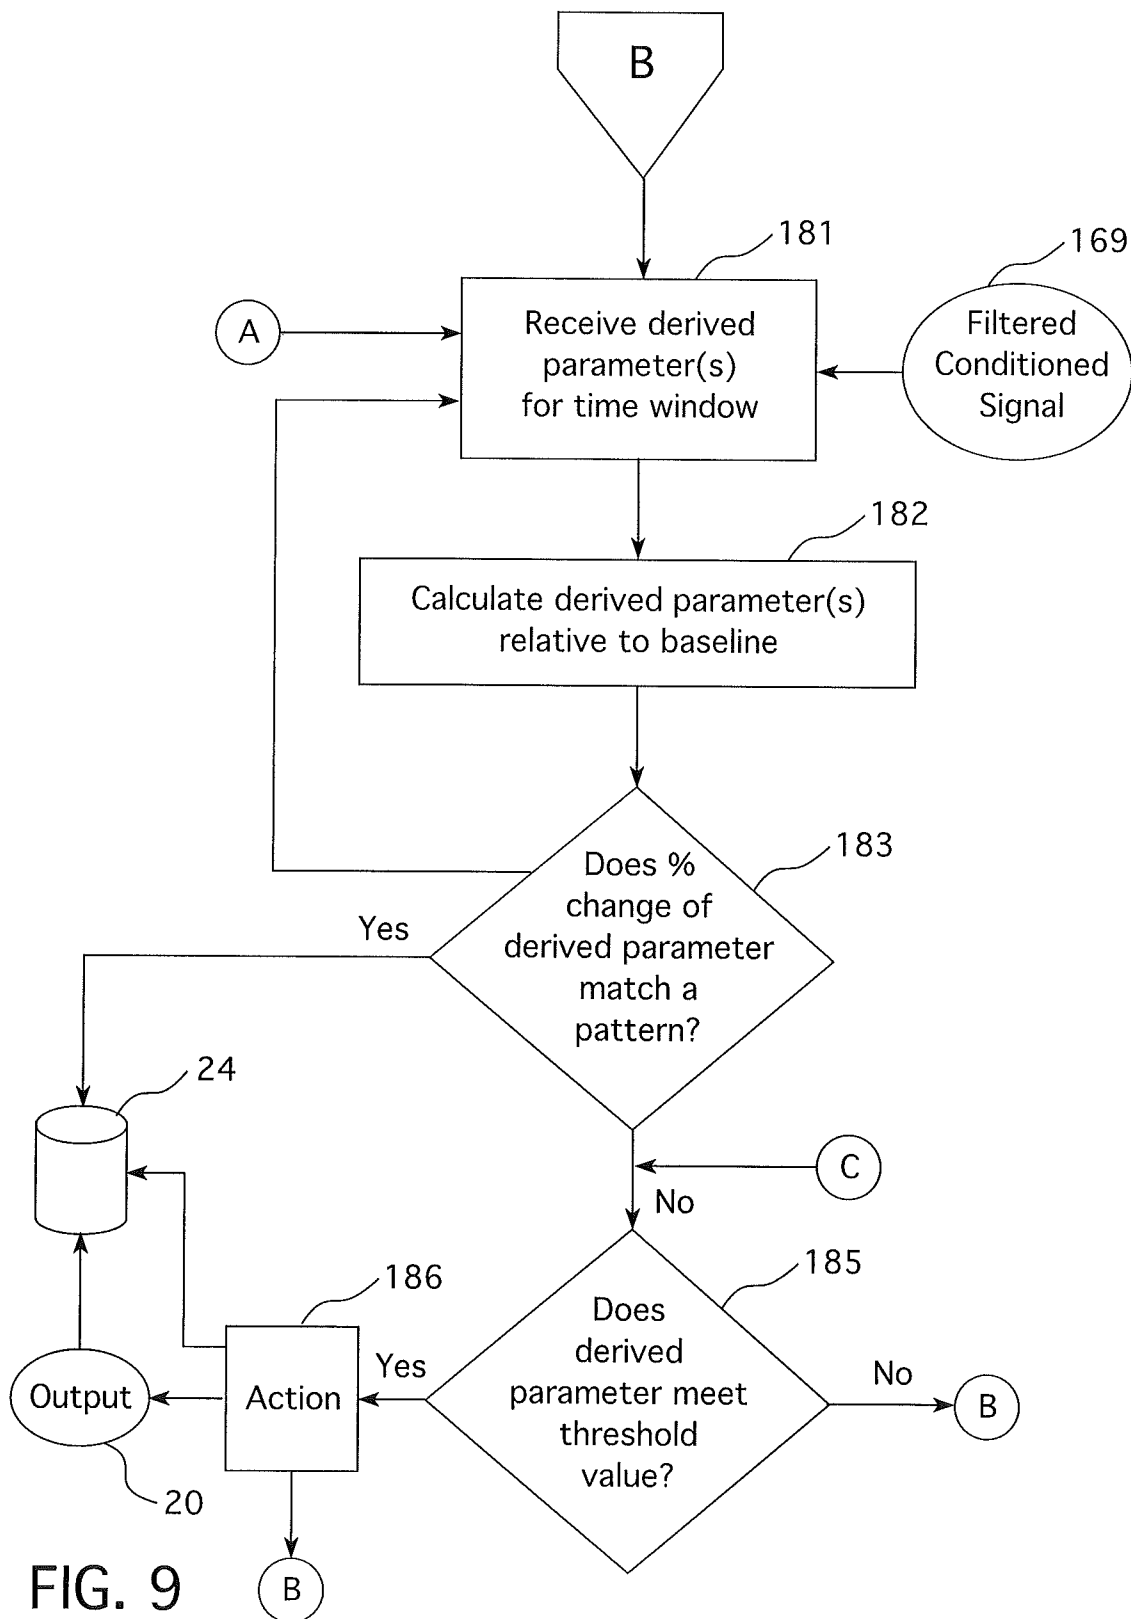 B
181
169
A
Receive derived
parameter(s)
for time window
Filtered
Conditioned
Signal
182
Calculate derived parameter(s)
relative to baseline
183
Does %
change of
derived parameter
match a
pattern?
Yes
24
C
No
185
186
Does
derived
parameter meet
threshold
value?
Yes
No
Output
Action
B
20
B
FIG. 9